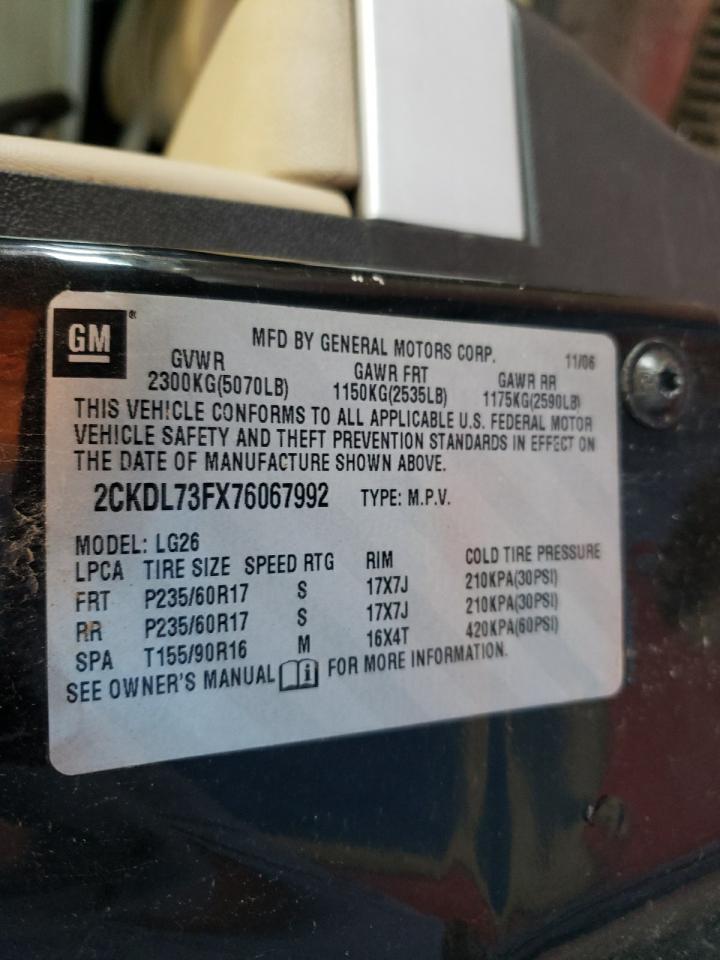 GM ®
MFD BY GENERAL MOTORS CORP. 11/06
GVWR GAWR FRT GAWR RR
2300KG(5070LB) 1150KG(2535LB) 1175KG(2590LB)
THIS VEHICLE CONFORMS TO ALL APPLICABLE U.S. FEDERAL MOTOR
VEHICLE SAFETY AND THEFT PREVENTION STANDARDS IN EFFECT ON
THE DATE OF MANUFACTURE SHOWN ABOVE.
2CKDL73FX76067992 TYPE: M.P.V.
MODEL: LG26
LPCA TIRE SIZE SPEED RTG RIM COLD TIRE PRESSURE
FRT P235/60R17 S 17X7J 210KPA(30PSI)
RR P235/60R17 S 17X7J 210KPA(30PSI)
SPA T155/90R16 M 16X4T 420KPA(60PSI)
SEE OWNER'S MANUAL i FOR MORE INFORMATION.